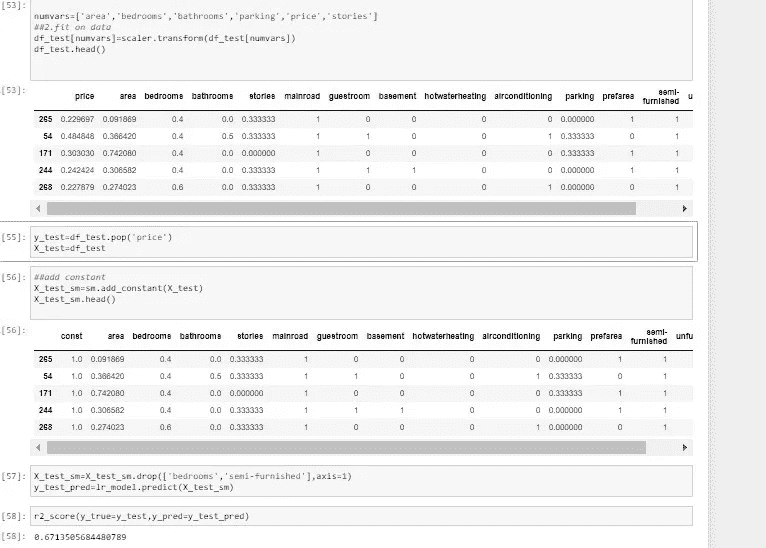 [53]:
numvars=['area','bedrooms','bathrooms','parking','price','stories']
##2.fit on data
df_test[numvars]=scaler.transform(df_test[numvars])
df_test.head()
[53]:
price area bedrooms bathrooms stories mainroad guestroom basement hotwaterheating airconditioning parking prefarea semi-furnished u
265 0.229697 0.091869 0.4 0.0 0.333333 1 0 0 0 0 0.000000 1 1
54 0.484848 0.366420 0.4 0.5 0.333333 1 1 0 0 1 0.333333 0 1
171 0.303030 0.742080 0.4 0.0 0.000000 1 0 0 0 0 0.333333 1 1
244 0.242424 0.306582 0.4 0.0 0.333333 1 1 1 0 0 0.000000 1 1
268 0.227879 0.274023 0.6 0.0 0.333333 1 0 0 0 1 0.000000 0 1
[55]: y_test=df_test.pop('price')
X_test=df_test
[56]: ##add constant
X_test_sm=sm.add_constant(X_test)
X_test_sm.head()
[56]:
const area bedrooms bathrooms stories mainroad guestroom basement hotwaterheating airconditioning parking prefarea semi-furnished unfu
265 1.0 0.091869 0.4 0.0 0.333333 1 0 0 0 0 0.000000 1 1
54 1.0 0.366420 0.4 0.5 0.333333 1 1 0 0 1 0.333333 0 1
171 1.0 0.742080 0.4 0.0 0.000000 1 0 0 0 0 0.333333 1 1
244 1.0 0.306582 0.4 0.0 0.333333 1 1 1 0 0 0.000000 1 1
268 1.0 0.274023 0.6 0.0 0.333333 1 0 0 0 1 0.000000 0 1
[57]: X_test_sm=X_test_sm.drop(['bedrooms','semi-furnished'],axis=1)
y_test_pred=lr_model.predict(X_test_sm)
[58]: r2_score(y_true=y_test,y_pred=y_test_pred)
[58]: 0.6713505684480789